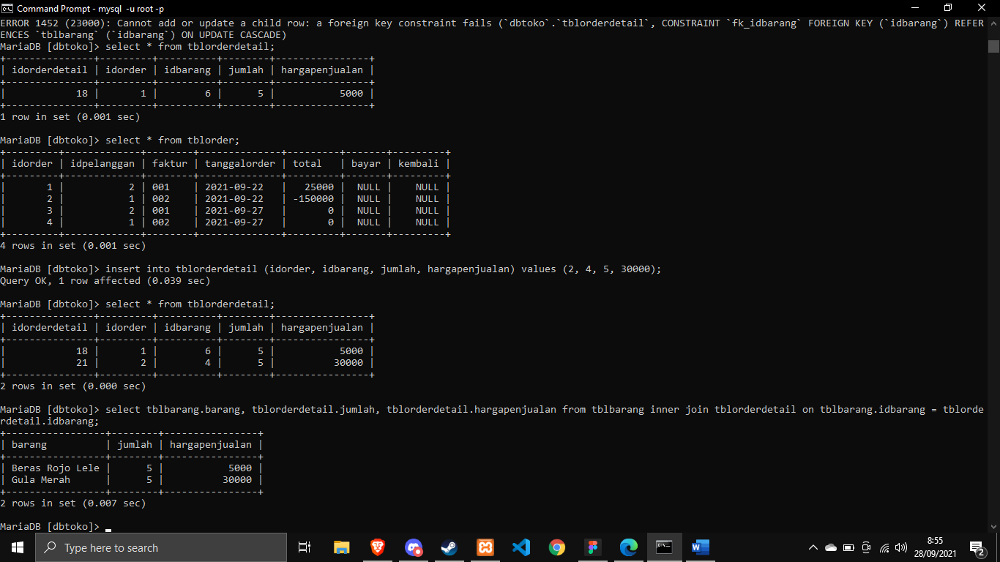 Command Prompt - mysql -u root -p
ERROR 1452 (23000): Cannot add or update a child row: a foreign key constraint fails (`dbtoko`.`tblorderdetail`, CONSTRAINT `fk_idbarang` FOREIGN KEY (`idbarang`) REFER
ENCES `tblbarang` (`idbarang`) ON UPDATE CASCADE)
MariaDB [dbtoko]> select * from tblorderdetail;
+---------------+---------+----------+--------+----------------+
| idorderdetail | idorder | idbarang | jumlah | hargapenjualan |
+---------------+---------+----------+--------+----------------+
|            18 |       1 |        6 |      5 |           5000 |
+---------------+---------+----------+--------+----------------+
1 row in set (0.001 sec)
MariaDB [dbtoko]> select * from tblorder;
+---------+-------------+--------+--------------+---------+-------+---------+
| idorder | idpelanggan | faktur | tanggalorder | total   | bayar | kembali |
+---------+-------------+--------+--------------+---------+-------+---------+
|       1 |           2 | 001    | 2021-09-22   |   25000 |  NULL |    NULL |
|       2 |           1 | 002    | 2021-09-22   | -150000 |  NULL |    NULL |
|       3 |           2 | 001    | 2021-09-27   |       0 |  NULL |    NULL |
|       4 |           1 | 002    | 2021-09-27   |       0 |  NULL |    NULL |
+---------+-------------+--------+--------------+---------+-------+---------+
4 rows in set (0.001 sec)
MariaDB [dbtoko]> insert into tblorderdetail (idorder, idbarang, jumlah, hargapenjualan) values (2, 4, 5, 30000);
Query OK, 1 row affected (0.039 sec)
MariaDB [dbtoko]> select * from tblorderdetail;
+---------------+---------+----------+--------+----------------+
| idorderdetail | idorder | idbarang | jumlah | hargapenjualan |
+---------------+---------+----------+--------+----------------+
|            18 |       1 |        6 |      5 |           5000 |
|            21 |       2 |        4 |      5 |          30000 |
+---------------+---------+----------+--------+----------------+
2 rows in set (0.000 sec)
MariaDB [dbtoko]> select tblbarang.barang, tblorderdetail.jumlah, tblorderdetail.hargapenjualan from tblbarang inner join tblorderdetail on tblbarang.idbarang = tblorde
rdetail.idbarang;
+-----------------+--------+----------------+
| barang          | jumlah | hargapenjualan |
+-----------------+--------+----------------+
| Beras Rojo Lele |      5 |           5000 |
| Gula Merah      |      5 |          30000 |
+-----------------+--------+----------------+
2 rows in set (0.007 sec)
MariaDB [dbtoko]>
Type here to search
8:55
28/09/2021
2